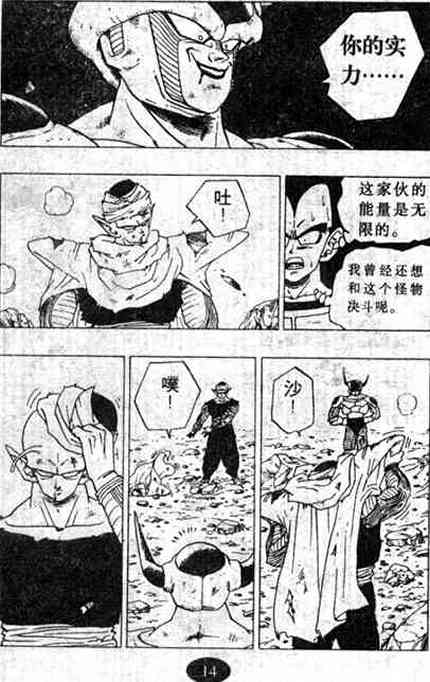 你的实
力……
这家伙的
能量是无
限的。
我曾经还想
和这个怪物
决斗呢。
吐！
沙！
噗！
14